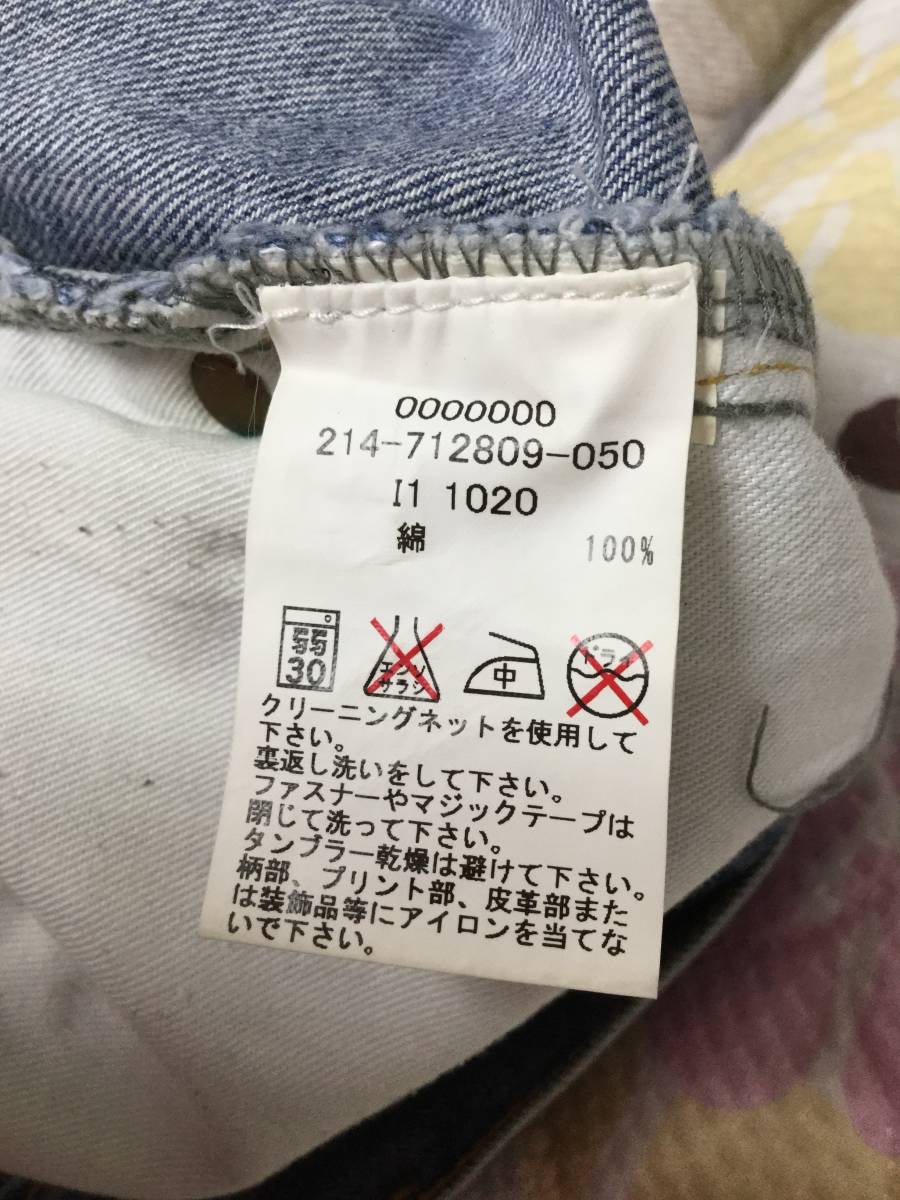 0000000
214-712809-050
I1 1020
綿 100%
弱
30
エンソ
サラシ
中
ドライ
クリーニングネットを使用して
下さい。
裏返し洗いをして下さい。
ファスナーやマジックテープは
閉じて洗って下さい。
タンブラー乾燥は避けて下さい。
柄部、プリント部、皮革部また
は装飾品等にアイロンを当てな
いで下さい。